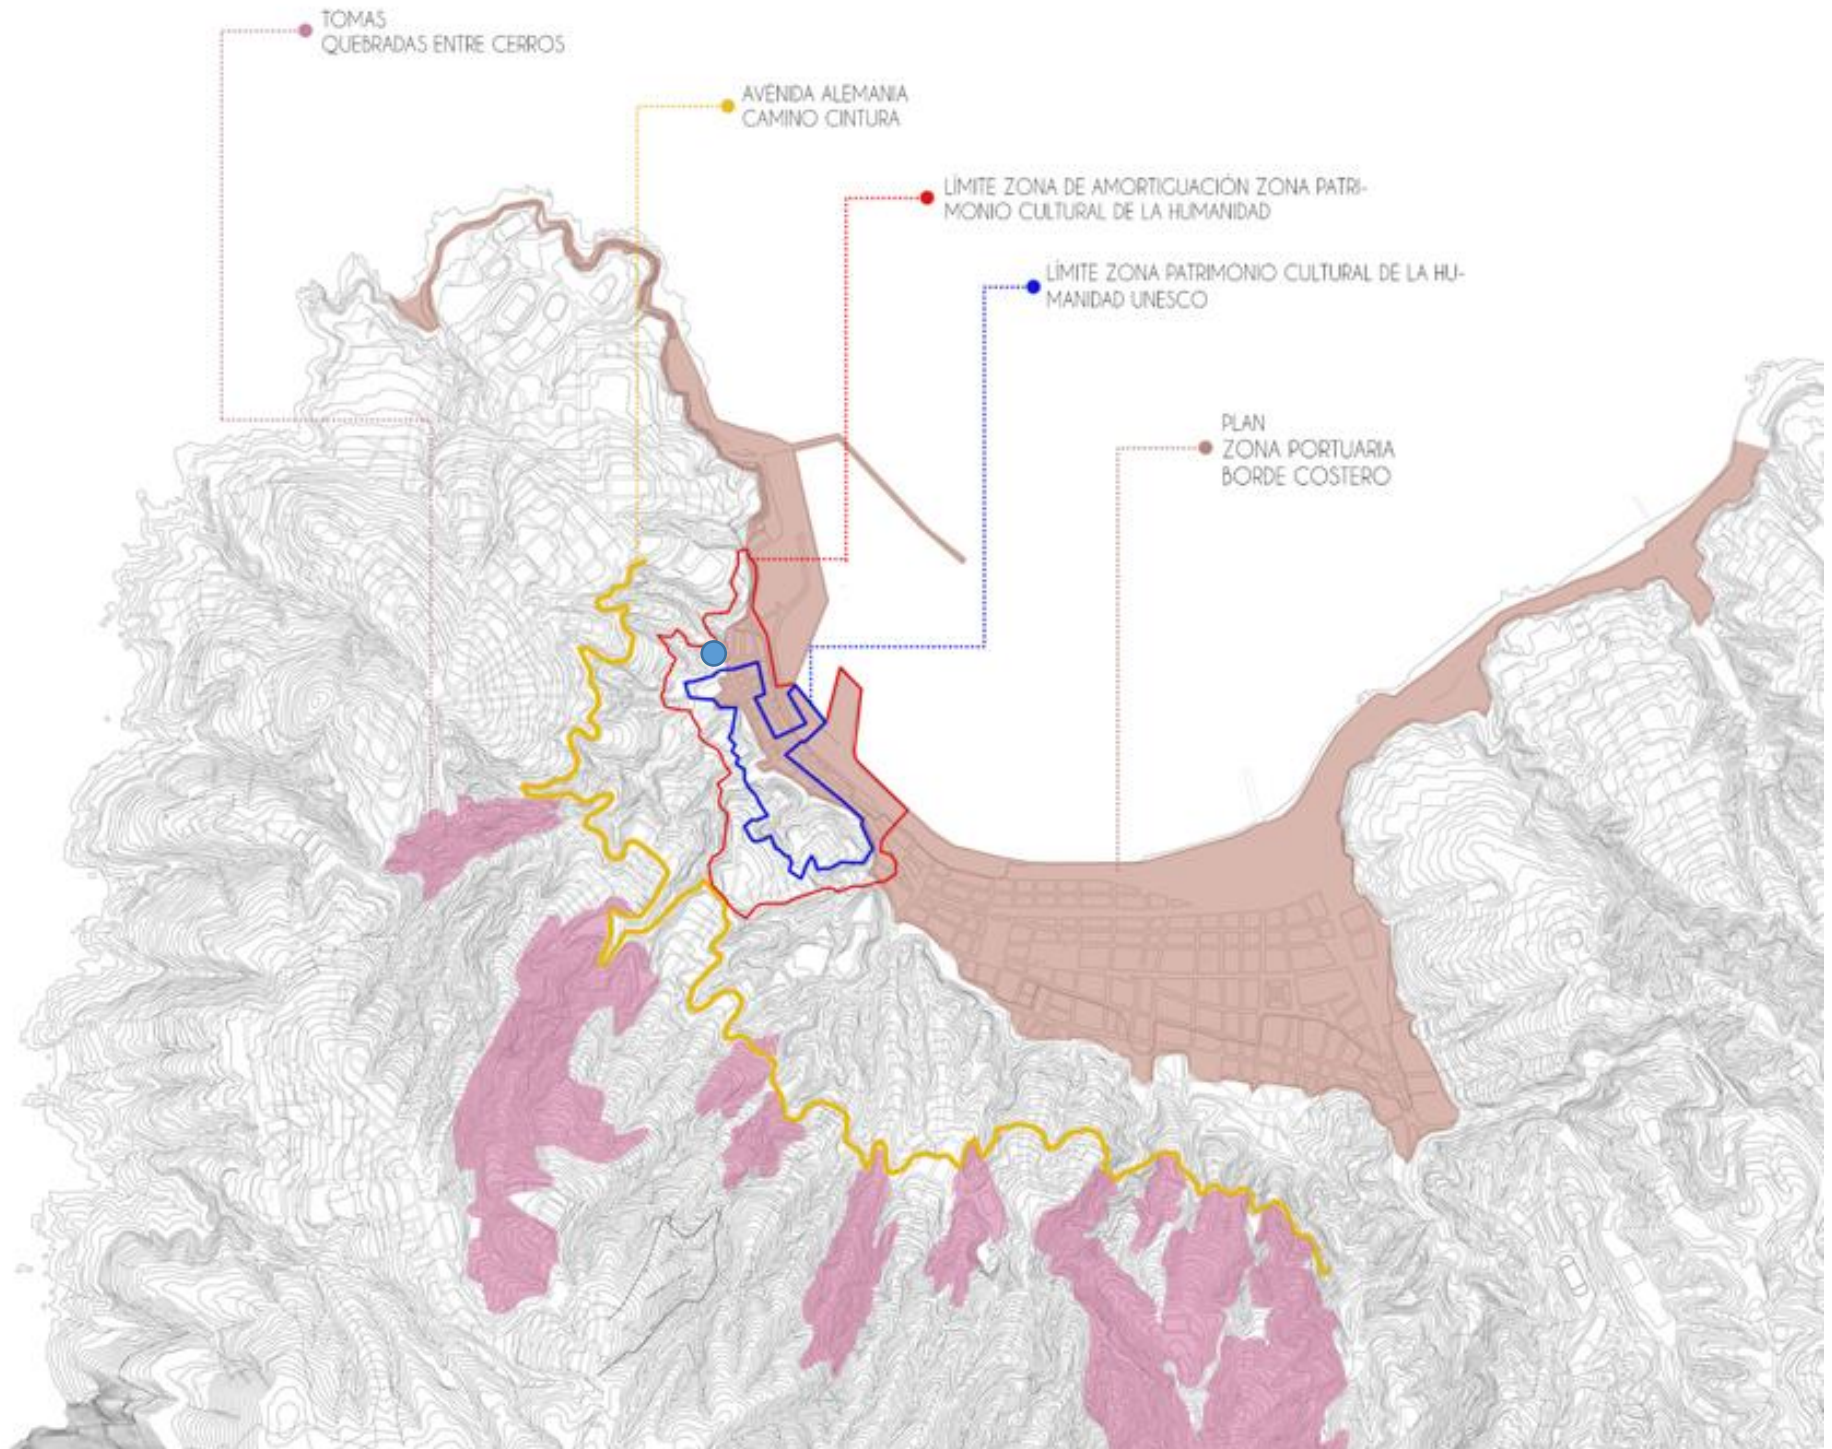 TOMAS
QUEBRADAS ENTRE CERROS
AVENIDA ALEMANIA
CAMINO CINTURA
LÍMITE ZONA DE AMORTIGUACIÓN ZONA PATRI-
MONIO CULTURAL DE LA HUMANIDAD
LÍMITE ZONA PATRIMONIO CULTURAL DE LA HU-
MANIDAD UNESCO
PLAN
ZONA PORTUARIA
BORDE COSTERO